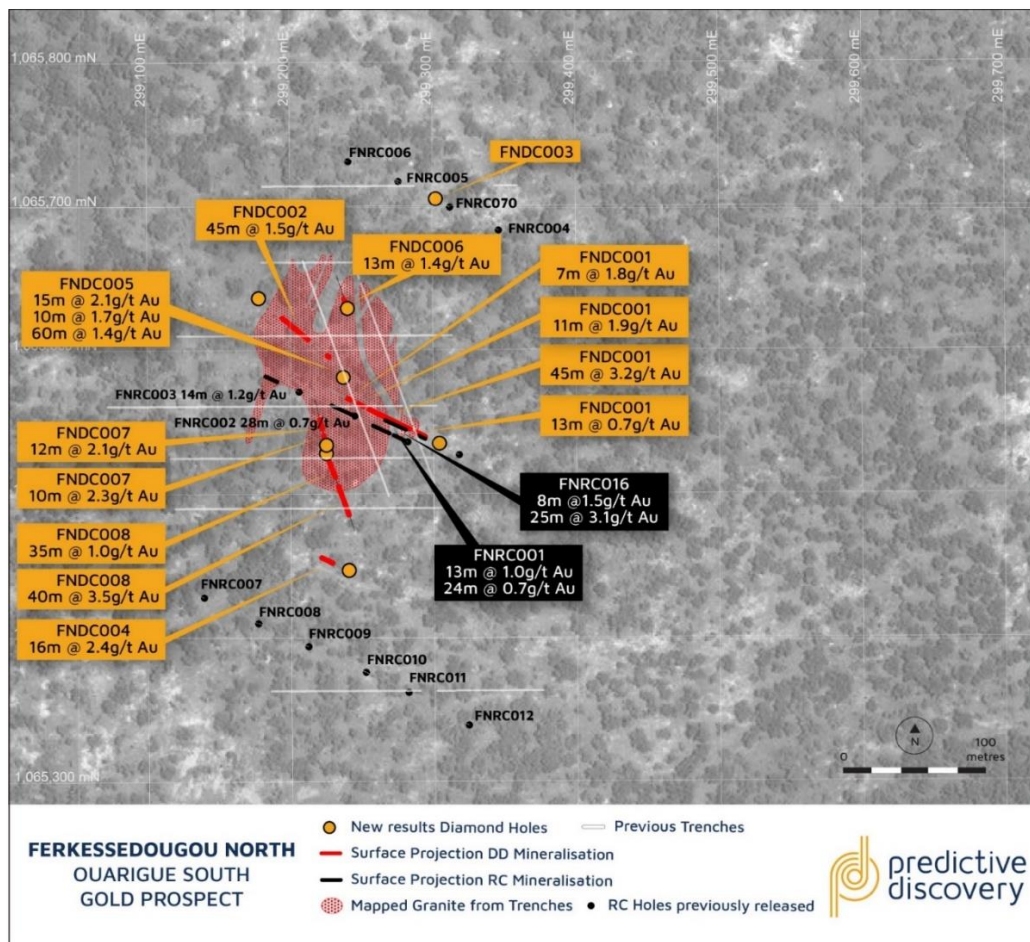 1,065,800 mN
299,100 mE
299,200 mE
299,300 mE
299,400 mE
299,500 mE
299,600 mE
299,700 mE
FNRC006
FNDC003
FNRC005
1,065,700 mN
FNRC070
FNRC004
FNDC002
45m @ 1.5g/t Au
FNDC006
13m @ 1.4g/t Au
FNDC001
7m @ 1.8g/t Au
FNDC005
15m @ 2.1g/t Au
10m @ 1.7g/t Au
60m @ 1.4g/t Au
FNDC001
11m @ 1.9g/t Au
FNDC001
45m @ 3.2g/t Au
FNRC003 14m @ 1.2g/t Au
FNDC001
13m @ 0.7g/t Au
FNRC002 28m @ 0.7g/t Au
FNDC007
12m @ 2.1g/t Au
FNDC007
10m @ 2.3g/t Au
FNRC016
8m @1.5g/t Au
25m @ 3.1g/t Au
FNDC008
35m @ 1.0g/t Au
FNRC001
13m @ 1.0g/t Au
24m @ 0.7g/t Au
FNDC008
40m @ 3.5g/t Au
FNRC007
FNRC008
FNDC004
16m @ 2.4g/t Au
FNRC009
FNRC010
FNRC011
FNRC012
N
0
100
metres
1,065,300 mN
FERKESSEDOUGOU NORTH
OUARIGUE SOUTH
GOLD PROSPECT
New results Diamond Holes
Previous Trenches
Surface Projection DD Mineralisation
Surface Projection RC Mineralisation
Mapped Granite from Trenches
RC Holes previously released
predictive
discovery